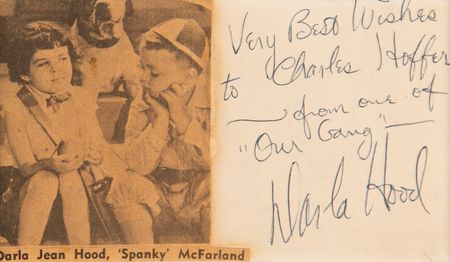 Very Best Wishes
to Charles Hoffer
— from one of
"Our Gang" —
Darla Hood
Darla Jean Hood, 'Spanky' McFarland